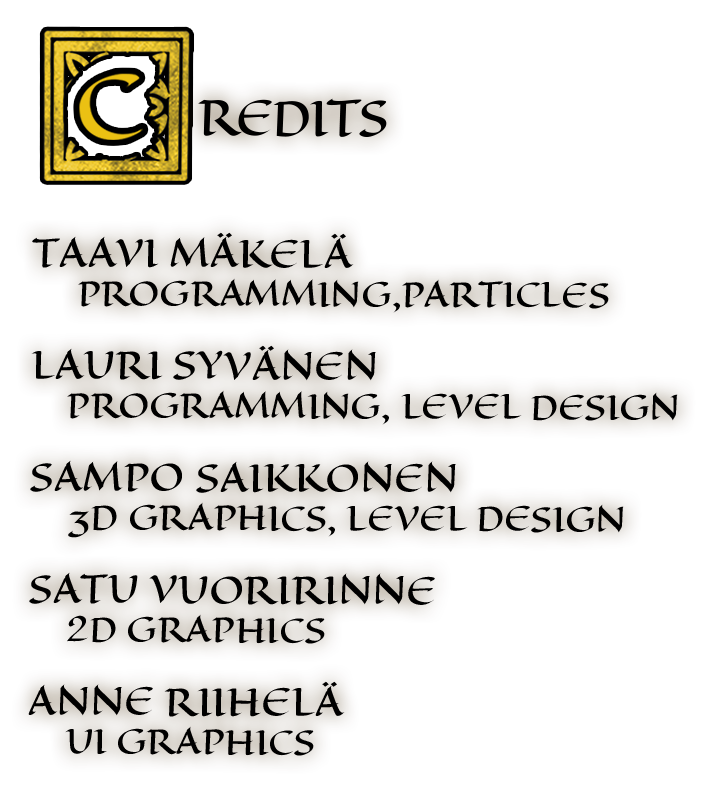 CREDITS
TAAVI MÄKELÄ
PROGRAMMING,PARTICLES
LAURI SYVÄNEN
PROGRAMMING, LEVEL DESIGN
SAMPO SAIKKONEN
3D GRAPHICS, LEVEL DESIGN
SATU VUORIRINNE
2D GRAPHICS
ANNE RIIHELÄ
UI GRAPHICS